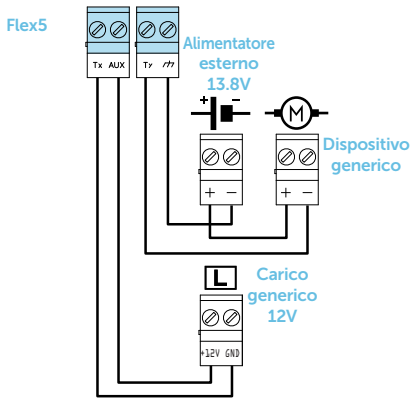 Flex5
Tx AUX Ty
Alimentatore
esterno
13.8V
+ -
M
+ -
+ -
Dispositivo
generico
L
Carico
generico
12V
+12V GND